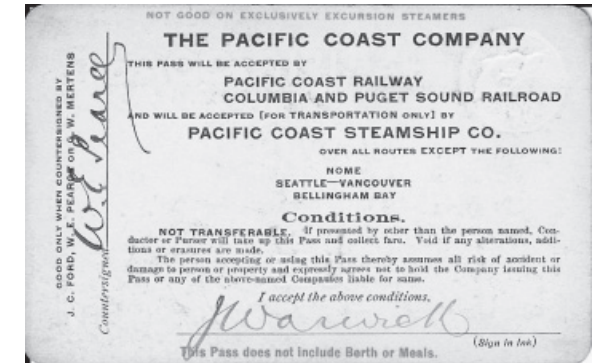 NOT GOOD ON EXCLUSIVELY EXCURSION STEAMERS
THE PACIFIC COAST COMPANY
THIS PASS WILL BE ACCEPTED BY
PACIFIC COAST RAILWAY
COLUMBIA AND PUGET SOUND RAILROAD
AND WILL BE ACCEPTED [FOR TRANSPORTATION ONLY] BY
PACIFIC COAST STEAMSHIP CO.
OVER ALL ROUTES EXCEPT THE FOLLOWING:
NOME
SEATTLE—VANCOUVER
BELLINGHAM BAY
Conditions.
NOT TRANSFERABLE. If presented by other than the person named, Con-
ductor or Purser will take up this Pass and collect fare. Void if any alterations, addi-
tions or erasures are made.
The person accepting or using this Pass thereby assumes all risk of accident or
damage to person or property and expressly agrees not to hold the Company issuing this
Pass or any of the above-named Companies liable for same.
I accept the above conditions,
J Warwick
(Sign in Ink)
This Pass does not include Berth or Meals.
GOOD ONLY WHEN COUNTERSIGNED BY
J. C. FORD, W. E. PEARCE OR J. W. MERTENS
W. E. Pearce
Countersigned